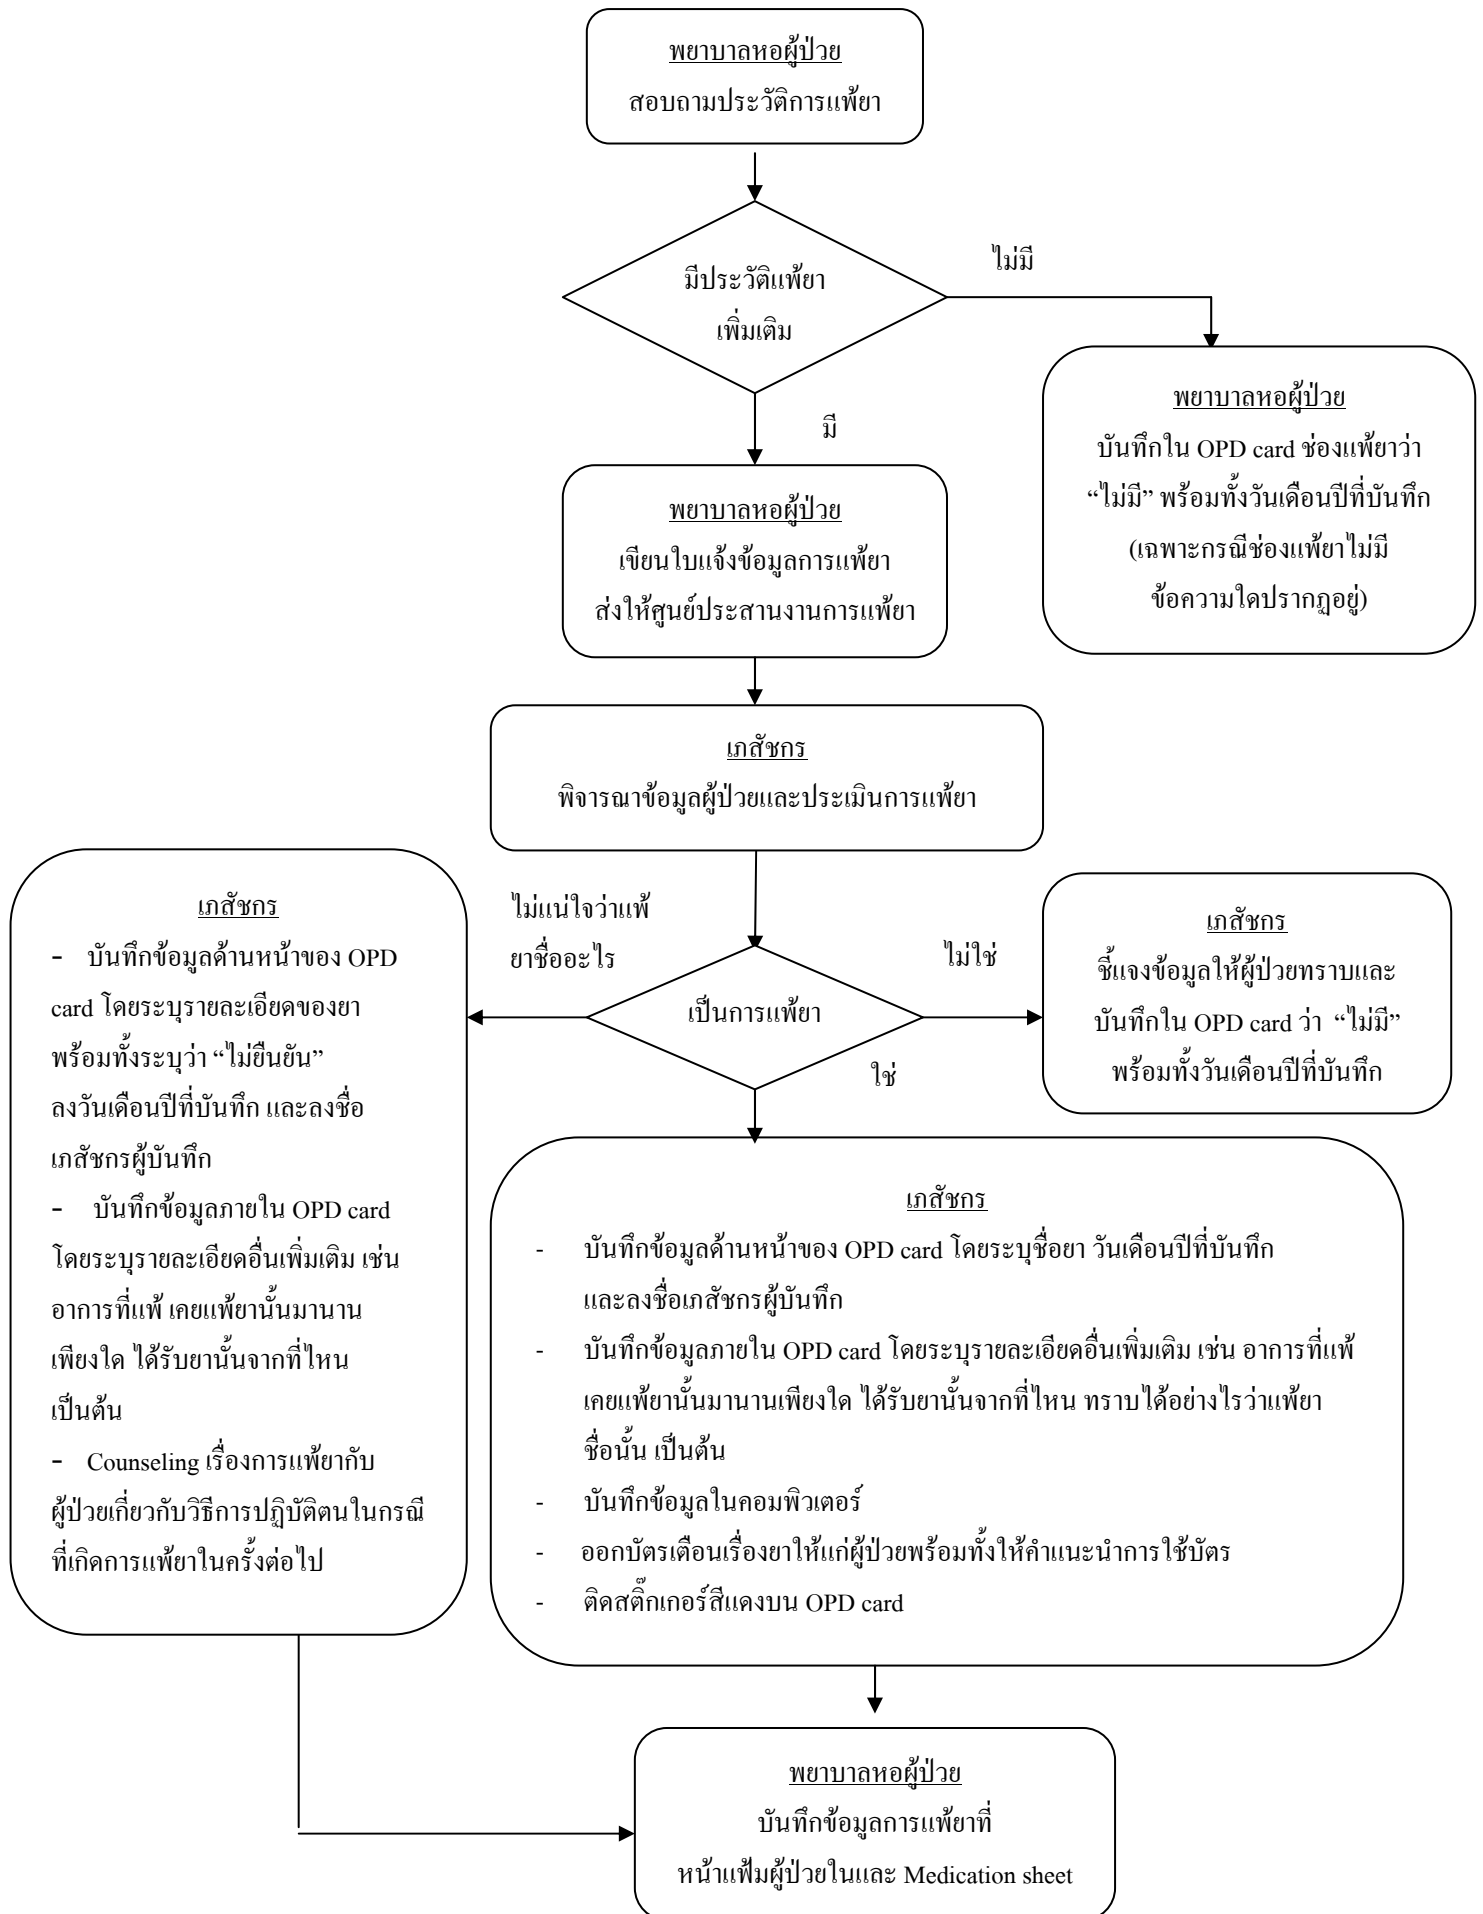 พยาบาลหอผู้ป่วย
สอบถามประวัติการแพ้ยา
มีประวัติแพ้ยา
เพิ่มเติม
ไม่มี
พยาบาลหอผู้ป่วย
บันทึกใน OPD card ช่องแพ้ยาว่า
“ไม่มี” พร้อมทั้งวันเดือนปีที่บันทึก
(เฉพาะกรณีช่องแพ้ยาไม่มี
ข้อความใดปรากฏอยู่)
มี
พยาบาลหอผู้ป่วย
เขียนใบแจ้งข้อมูลการแพ้ยา
ส่งให้ศูนย์ประสานงานการแพ้ยา
เภสัชกร
พิจารณาข้อมูลผู้ป่วยและประเมินการแพ้ยา
ไม่แน่ใจว่าแพ้
ยาชื่ออะไร
เป็นการแพ้ยา
ไม่ใช่
ใช่
เภสัชกร
ชี้แจงข้อมูลให้ผู้ป่วยทราบและ
บันทึกใน OPD card ว่า “ไม่มี”
พร้อมทั้งวันเดือนปีที่บันทึก
เภสัชกร
- บันทึกข้อมูลด้านหน้าของ OPD
card โดยระบุรายละเอียดของยา
พร้อมทั้งระบุว่า “ไม่ยืนยัน”
ลงวันเดือนปีที่บันทึก และลงชื่อ
เภสัชกรผู้บันทึก
- บันทึกข้อมูลภายใน OPD card
โดยระบุรายละเอียดอื่นเพิ่มเติม เช่น
อาการที่แพ้ เคยแพ้ยานั้นมานาน
เพียงใด ได้รับยานั้นจากที่ไหน
เป็นต้น
- Counseling เรื่องการแพ้ยากับ
ผู้ป่วยเกี่ยวกับวิธีการปฏิบัติตนในกรณี
ที่เกิดการแพ้ยาในครั้งต่อไป
เภสัชกร
- บันทึกข้อมูลด้านหน้าของ OPD card โดยระบุชื่อยา วันเดือนปีที่บันทึก
และลงชื่อเภสัชกรผู้บันทึก
- บันทึกข้อมูลภายใน OPD card โดยระบุรายละเอียดอื่นเพิ่มเติม เช่น อาการที่แพ้
เคยแพ้ยานั้นมานานเพียงใด ได้รับยานั้นจากที่ไหน ทราบได้อย่างไรว่าแพ้ยา
ชื่อนั้น เป็นต้น
- บันทึกข้อมูลในคอมพิวเตอร์
- ออกบัตรเตือนเรื่องยาให้แก่ผู้ป่วยพร้อมทั้งให้คำแนะนำการใช้บัตร
- ติดสติ๊กเกอร์สีแดงบน OPD card
พยาบาลหอผู้ป่วย
บันทึกข้อมูลการแพ้ยาที่
หน้าแฟ้มผู้ป่วยในและ Medication sheet